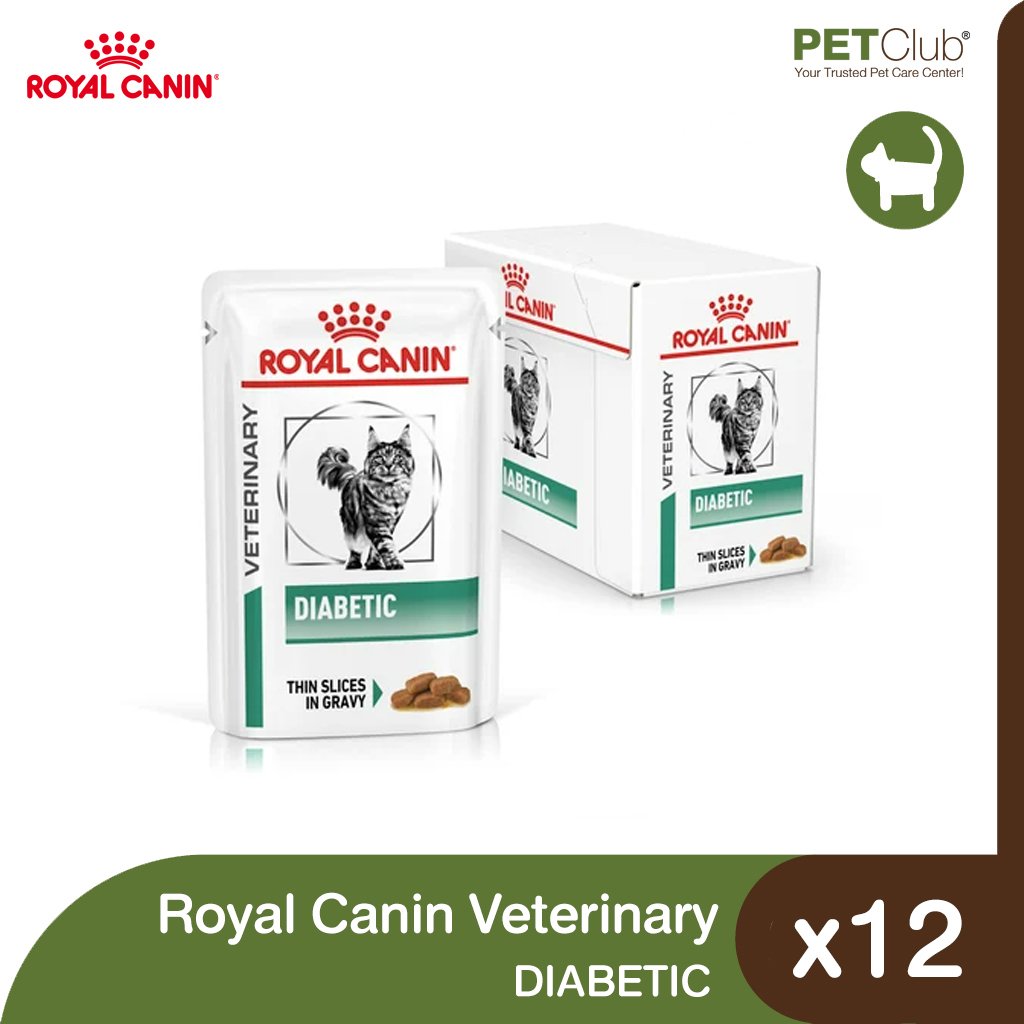 ROYAL CANIN
PETClub®
Your Trusted Pet Care Center!
ROYAL CANIN
VETERINARY
DIABETIC
THIN SLICES
IN GRAVY
IL CANIN
IABETIC
ROYAL CANIN
VETERINARY
DIABETIC
THIN SLICES
IN GRAVY
Royal Canin Veterinary
DIABETIC
x12